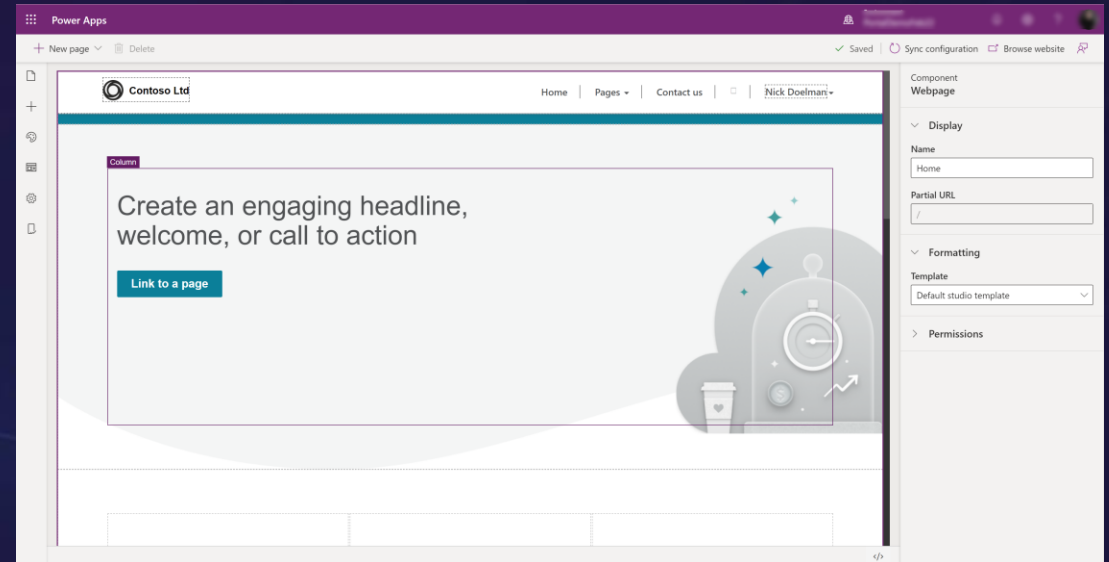 Power Apps
?
New page
Delete
Saved
Sync configuration
Browse website
Contoso Ltd
Home
Pages
Contact us
Nick Doelman
Column
Create an engaging headline,
welcome, or call to action
Link to a page
Component
Webpage
Display
Name
Home
Partial URL
/
Formatting
Template
Default studio template
Permissions
$
</>